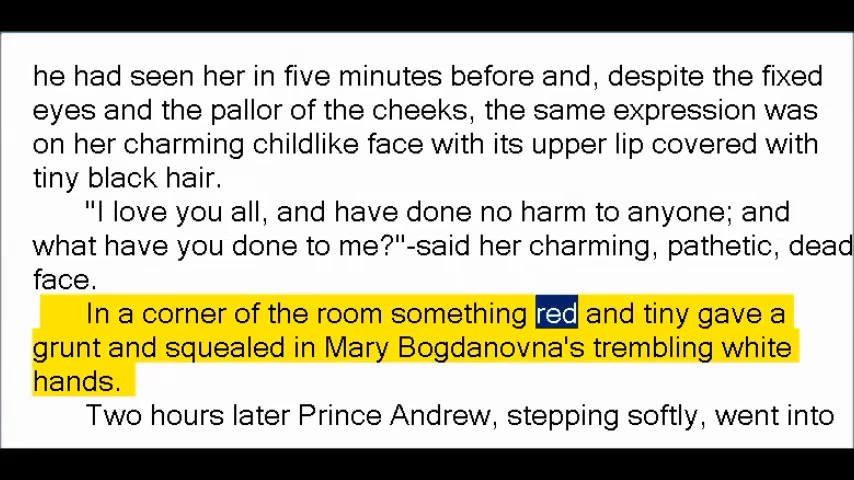 he had seen her in five minutes before and, despite the fixed
eyes and the pallor of the cheeks, the same expression was
on her charming childlike face with its upper lip covered with
tiny black hair.
"I love you all, and have done no harm to anyone; and
what have you done to me?"-said her charming, pathetic, dead
face.
In a corner of the room something red and tiny gave a
grunt and squealed in Mary Bogdanovna's trembling white
hands.
Two hours later Prince Andrew, stepping softly, went into